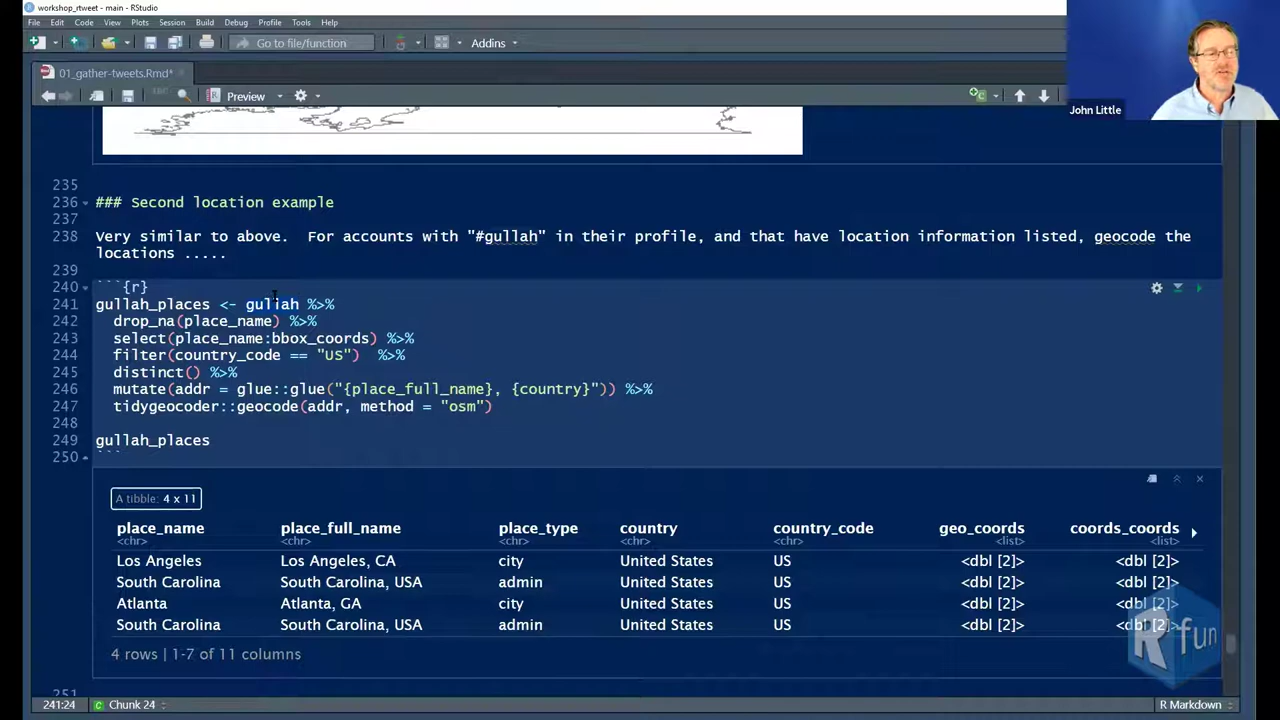 workshop_rtweet - main - RStudio
File Edit Code View Plots Session Build Debug Profile Tools Help
Go to file/function Addins
01_gather-tweets.Rmd*
ABC Preview
John Little
235
236 ### Second location example
237
238 Very similar to above.  For accounts with "#gullah" in their profile, and that have location information listed, geocode the
locations .....
239
240 ```{r}
241 gullah_places <- gullah %>%
242   drop_na(place_name) %>%
243   select(place_name:bbox_coords) %>%
244   filter(country_code == "US")  %>%
245   distinct() %>%
246   mutate(addr = glue::glue("{place_full_name}, {country}")) %>%
247   tidygeocoder::geocode(addr, method = "osm")
248
249 gullah_places
250 ```
A tibble: 4 x 11
place_name place_full_name place_type country country_code geo_coords coords_coords
<chr> <chr> <chr> <chr> <chr> <list> <list>
Los Angeles Los Angeles, CA city United States US <dbl [2]> <dbl [2]>
South Carolina South Carolina, USA admin United States US <dbl [2]> <dbl [2]>
Atlanta Atlanta, GA city United States US <dbl [2]> <dbl [2]>
South Carolina South Carolina, USA admin United States US <dbl [2]> <dbl [2]>
4 rows | 1-7 of 11 columns
R fun
251
241:24 C Chunk 24 R Markdown